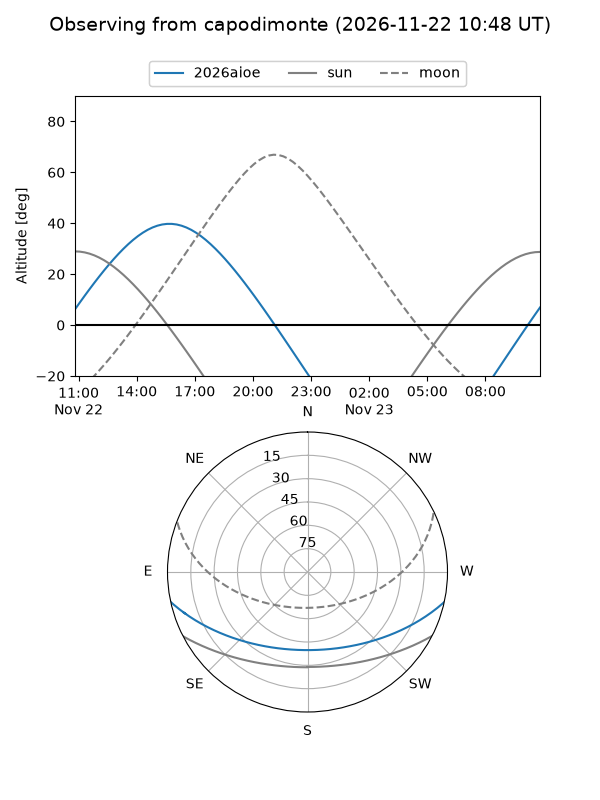 Observing from capodimonte (2026-11-22 10:48 UT)
2026aioe sun moon
Altitude [deg]
80
60
40
20
0
−20
11:00 14:00 17:00 20:00 23:00 02:00 05:00 08:00
Nov 22 Nov 23
N
NE NW
15
30
45
60
75
E W
SE SW
S